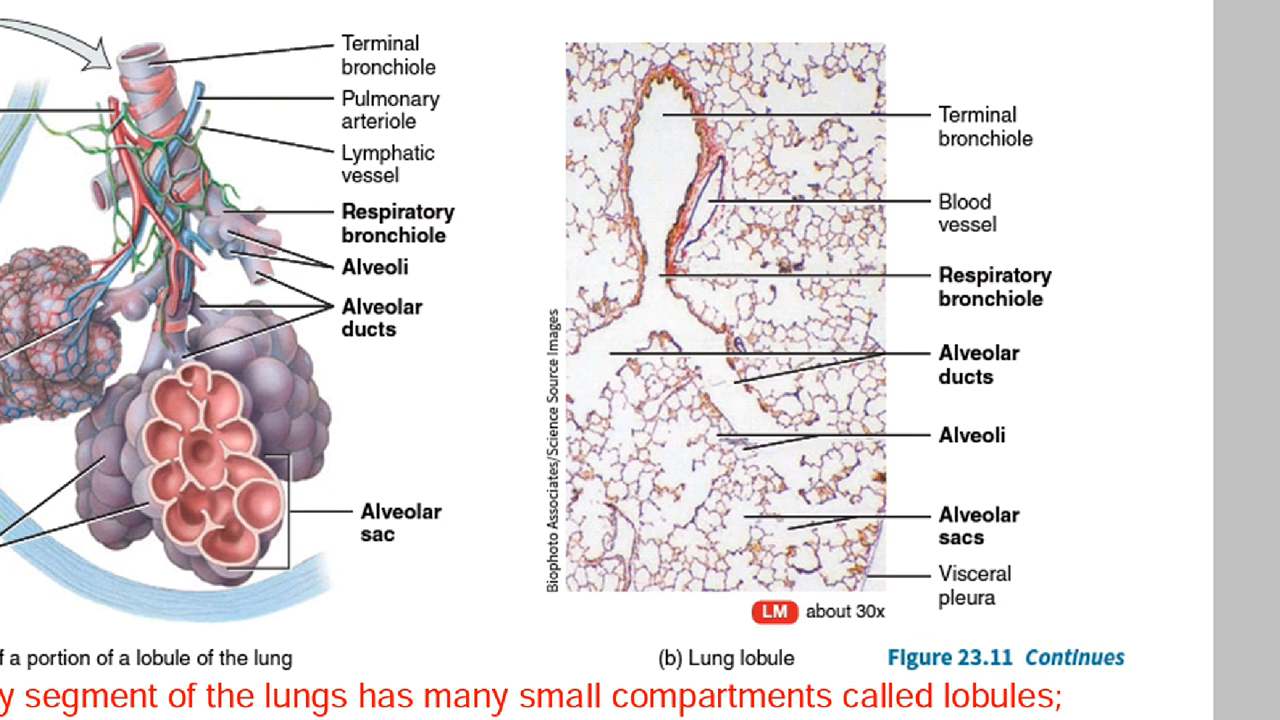 Terminal
bronchiole
Pulmonary
arteriole
Lymphatic
vessel
Respiratory
bronchiole
Alveoli
Alveolar
ducts
Alveolar
sac
Biophoto Associates/Science Source Images
Terminal
bronchiole
Blood
vessel
Respiratory
bronchiole
Alveolar
ducts
Alveoli
Alveolar
sacs
Visceral
pleura
LM about 30x
f a portion of a lobule of the lung
(b) Lung lobule
Figure 23.11 Continues
y segment of the lungs has many small compartments called lobules;